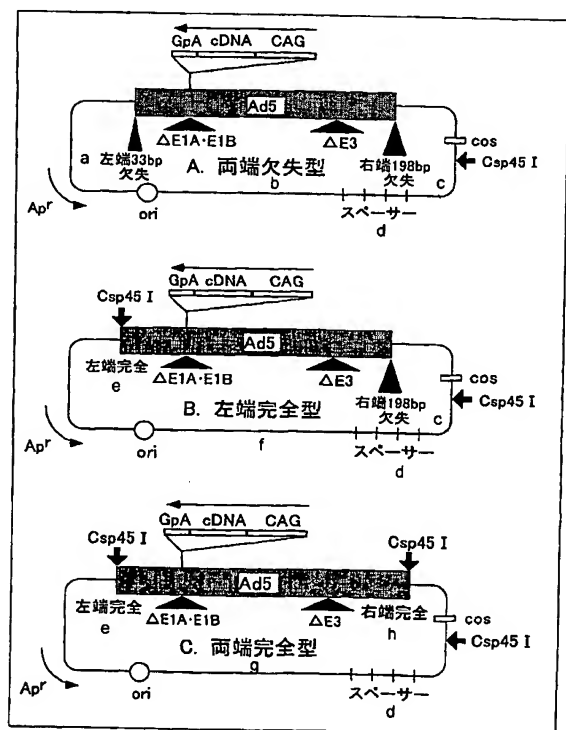 GpA cDNA CAG
Ad5
cos
Csp45 I
ΔE1A・E1B
ΔE3
左端33bp
欠失
右端198bp
欠失
a
A. 両端欠失型
b
c
Apr
ori
スペーサー
d
Csp45 I
GpA cDNA CAG
Ad5
左端完全
e
ΔE1A・E1B
ΔE3
右端198bp
欠失
cos
Csp45 I
B. 左端完全型
f
c
Apr
ori
スペーサー
d
Csp45 I
GpA cDNA CAG
Csp45 I
Ad5
左端完全
e
ΔE1A・E1B
ΔE3
右端完全
h
cos
Csp45 I
C. 両端完全型
g
Apr
ori
スペーサー
d